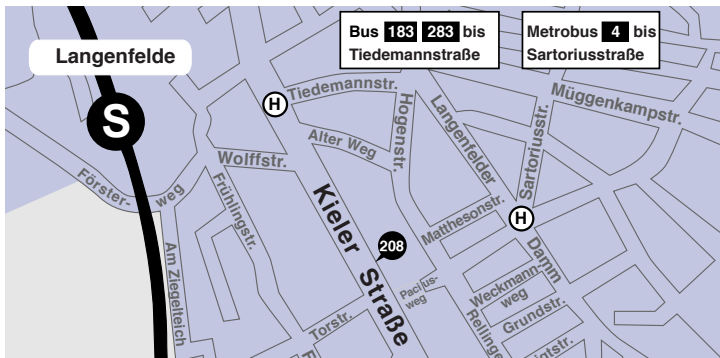 Langenfelde
S
Bus 183 283 bis
Tiedemannstraße
Metrobus 4 bis
Sartoriusstraße
H
Tiedemannstr.
Hogenstr.
Langenfelder
Damm
Sartoriusstr.
Müggenkampstr.
Alter Weg
Wolffstr.
Förster-
weg
Frühlingstr.
Am Ziegelteich
Kieler Straße
208
Matthesonstr.
H
Pacius-
weg
Weckmann-
weg
Grundstr.
Torstr.